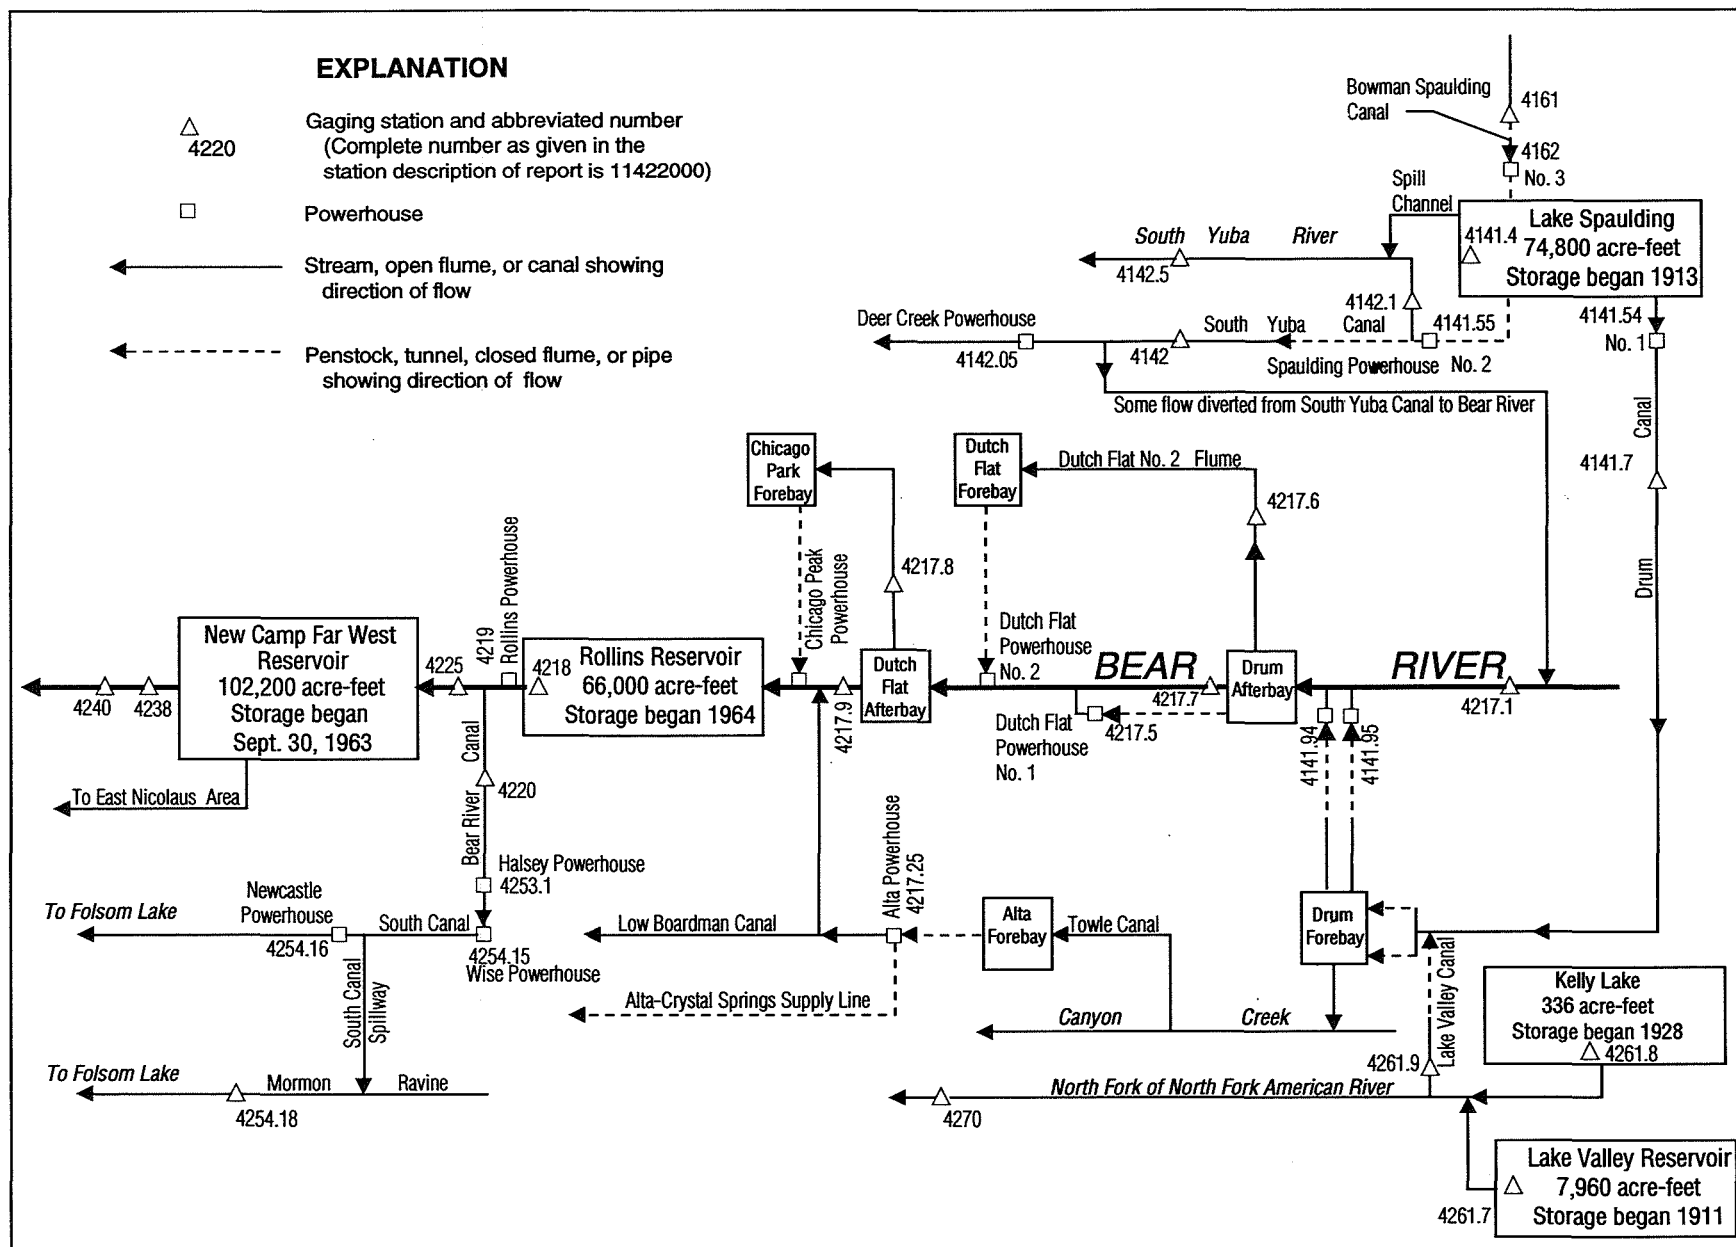 EXPLANATION
Gaging station and abbreviated number
(Complete number as given in the
station description of report is 11422000)
4220
Powerhouse
Stream, open flume, or canal showing
direction of flow
Penstock, tunnel, closed flume, or pipe
showing direction of flow
Bowman Spaulding
Canal
4161
4162
No. 3
Spill
Channel
Lake Spaulding
74,800 acre-feet
Storage began 1913
4141.4
South Yuba River
4142.5
4142.1
4141.54
No. 1
Deer Creek Powerhouse
4142.05
4142
South Yuba Canal
4141.55
Spaulding Powerhouse No. 2
Some flow diverted from South Yuba Canal to Bear River
Canal
4141.7
Drum
Chicago
Park
Forebay
Dutch
Flat
Forebay
Dutch Flat No. 2 Flume
4217.6
4217.8
Chicago Peak
Powerhouse
Dutch Flat
Powerhouse
No. 2
4219
Rollins Powerhouse
New Camp Far West
Reservoir
102,200 acre-feet
Storage began
Sept. 30, 1963
4240
4238
4225
4218
Rollins Reservoir
66,000 acre-feet
Storage began 1964
4217.9
Dutch
Flat
Afterbay
BEAR RIVER
4217.7
Drum
Afterbay
4217.1
Dutch Flat
Powerhouse
No. 1
4217.5
4141.94
4141.95
To East Nicolaus Area
Bear River Canal
4220
Halsey Powerhouse
4253.1
Newcastle
Powerhouse
To Folsom Lake
4254.16
South Canal
4254.15
Wise Powerhouse
South Canal
Spillway
To Folsom Lake
Mormon Ravine
4254.18
Low Boardman Canal
Alta Powerhouse
4217.25
Alta
Forebay
Towle Canal
Drum
Forebay
Alta-Crystal Springs Supply Line
Canyon Creek
Lake Valley Canal
4261.9
Kelly Lake
336 acre-feet
Storage began 1928
4261.8
North Fork of North Fork American River
4270
Lake Valley Reservoir
7,960 acre-feet
Storage began 1911
4261.7